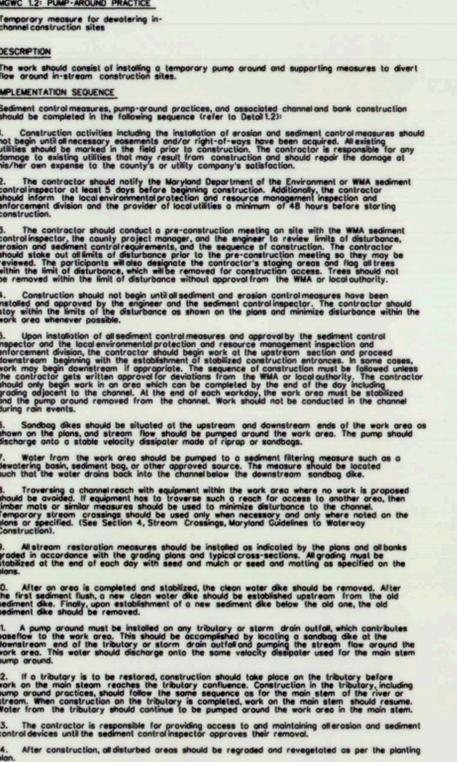 MGWC 1.2: PUMP-AROUND PRACTICE
Temporary measure for dewatering in-
channel construction sites
DESCRIPTION
The work should consist of installing a temporary pump around and supporting measures to divert
flow around in-stream construction sites.
IMPLEMENTATION SEQUENCE
Sediment control measures, pump-around practices, and associated channel and bank construction
should be completed in the following sequence (refer to Detail 1.2):
1. Construction activities including the installation of erosion and sediment control measures should
not begin until all necessary easements and/or right-of-ways have been acquired. All existing
utilities should be marked in the field prior to construction. The contractor is responsible for any
damage to existing utilities that may result from construction and should repair the damage at
his/her own expense to the county's or utility company's satisfaction.
2. The contractor should notify the Maryland Department of the Environment or WMA sediment
control inspector at least 5 days before beginning construction. Additionally, the contractor
should inform the local environmental protection and resource management inspection and
enforcement division and the provider of local utilities a minimum of 48 hours before starting
construction.
3. The contractor should conduct a pre-construction meeting on site with the WMA sediment
control inspector, the county project manager, and the engineer to review limits of disturbance,
erosion and sediment control requirements, and the sequence of construction. The contractor
should stake out all limits of disturbance prior to the pre-construction meeting so they may be
reviewed. The participants will also designate the contractor's staging areas and flag all trees
within the limit of disturbance, which will be removed for construction access. Trees should not
be removed within the limit of disturbance without approval from the WMA or local authority.
4. Construction should not begin until all sediment and erosion control measures have been
installed and approved by the engineer and the sediment control inspector. The contractor should
stay within the limits of the disturbance as shown on the plans and minimize disturbance within the
work area whenever possible.
5. Upon installation of all sediment control measures and approval by the sediment control
inspector and the local environmental protection and resource management inspection and
enforcement division, the contractor should begin work at the upstream section and proceed
downstream beginning with the establishment of stabilized construction entrances. In some cases,
work may begin downstream if appropriate. The sequence of construction must be followed unless
the contractor gets written approval for deviations from the WMA or local authority. The contractor
should only begin work in an area which can be completed by the end of the day including
grading adjacent to the channel. At the end of each workday, the work area must be stabilized
and the pump around removed from the channel. Work should not be conducted in the channel
during rain events.
6. Sandbag dikes should be situated at the upstream and downstream ends of the work area as
shown on the plans, and stream flow should be pumped around the work area. The pump should
discharge onto a stable velocity dissipater made of riprap or sandbags.
7. Water from the work area should be pumped to a sediment filtering measure such as a
dewatering basin, sediment bag, or other approved source. The measure should be located
such that the water drains back into the channel below the downstream sandbag dike.
8. Traversing a channel reach with equipment within the work area where no work is proposed
should be avoided. If equipment has to traverse such a reach for access to another area, then
timber mats or similar measures should be used to minimize disturbance to the channel.
Temporary stream crossings should be used only when necessary and only where noted on the
plans or specified. (See Section 4, Stream Crossings, Maryland Guidelines to Waterway
Construction).
9. All stream restoration measures should be installed as indicated by the plans and all banks
graded in accordance with the grading plans and typical cross-sections. All grading must be
stabilized at the end of each day with seed and mulch or seed and matting as specified on the
plans.
10. After an area is completed and stabilized, the clean water dike should be removed. After
the first sediment flush, a new clean water dike should be established upstream from the old
sediment dike. Finally, upon establishment of a new sediment dike below the old one, the old
sediment dike should be removed.
11. A pump around must be installed on any tributary or storm drain outfall, which contributes
baseflow to the work area. This should be accomplished by locating a sandbag dike at the
downstream end of the tributary or storm drain outfall and pumping the stream flow around the
work area. This water should discharge onto the same velocity dissipater used for the main stem
pump around.
12. If a tributary is to be restored, construction should take place on the tributary before
work on the main stream reaches the tributary confluence. Construction in the tributary, including
pump around practices, should follow the same sequence as for the main stem of the river or
stream. When construction on the tributary is completed, work on the main stem should resume.
Water from the tributary should continue to be pumped around the work area in the main stem.
13. The contractor is responsible for providing access to and maintaining all erosion and sediment
control devices until the sediment control inspector approves their removal.
14. After construction, all disturbed areas should be regraded and revegetated as per the planting
plan.